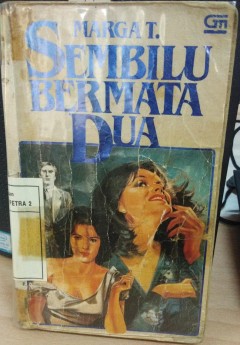 MARGA T.
GM
SEMBILU
BERMATA
DUA
PETRA 2